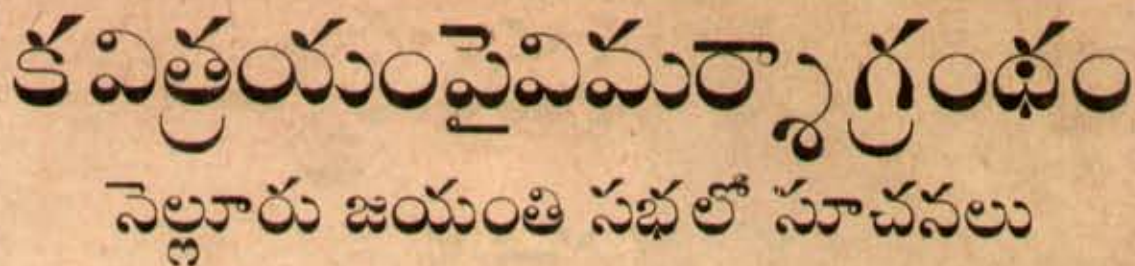 కవిత్రయంపైవిమర్శా గ్రంథం
నెల్లూరు జయంతి సభలో సూచనలు